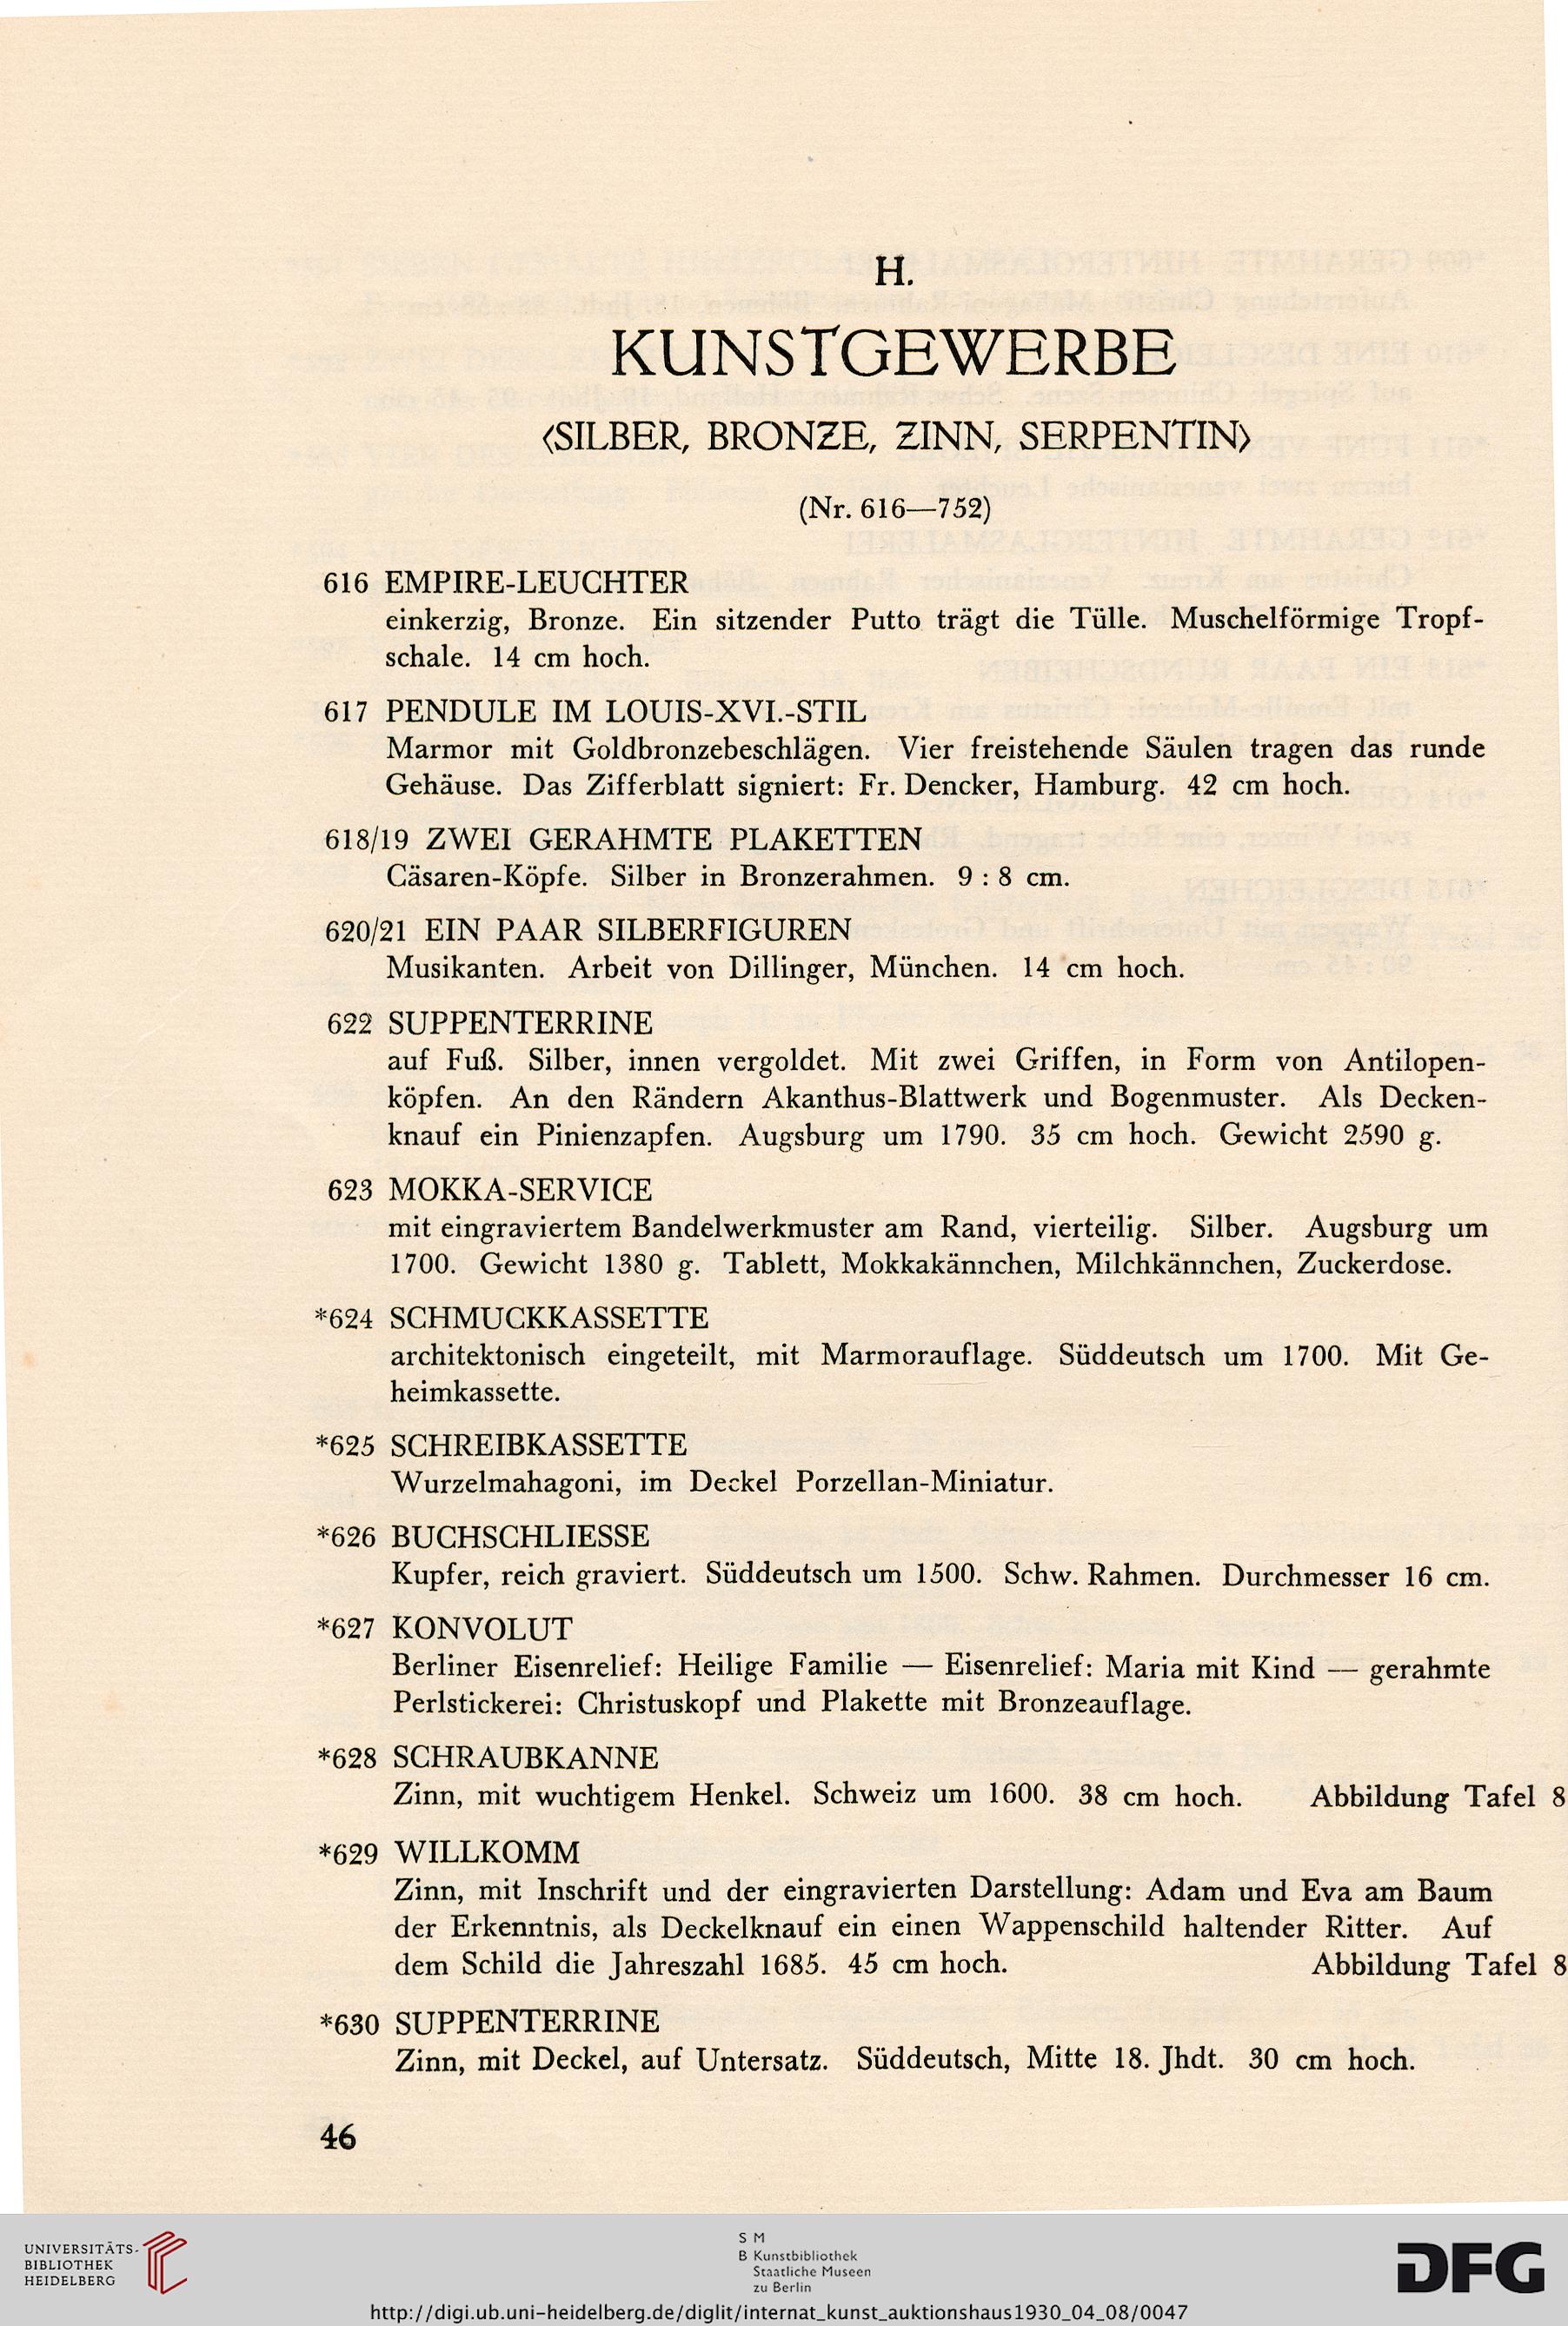 H.
KUNSTGEWERBE
<SILBER, BRONZE, ZINN, SERPENTIN>
(Nr. 616—752)
616 EMPIRE-LEUCHTER
einkerzig, Bronze. Ein sitzender Putto trägt die Tülle. Muschelförmige Tropf-
schale. 14 cm hoch.
617 PENDULE IM LOUIS-XVI.-STIL
Marmor mit Goldbronzebeschlägen. Vier freistehende Säulen tragen das runde
Gehäuse. Das Zifferblatt signiert: Fr. Dencker, Hamburg. 42 cm hoch.
618/19 ZWEI GERAHMTE PLAKETTEN
Cäsaren-Köpfe. Silber in Bronzerahmen. 9 : 8 cm.
620/21 EIN PAAR SILBERFIGUREN
Musikanten. Arbeit von Dillinger, München. 14 cm hoch.
622 SUPPENTERRINE
auf Fuß. Silber, innen vergoldet. Mit zwei Griffen, in Form von Antilopen-
köpfen. An den Rändern Akanthus-Blattwerk und Bogenmuster. Als Decken-
knauf ein Pinienzapfen. Augsburg um 1790. 35 cm hoch. Gewicht 2590 g.
623 MOKKA-SERVICE
mit eingraviertem Bandelwerkmuster am Rand, vierteilig. Silber. Augsburg um
1700. Gewicht 1380 g. Tablett, Mokkakännchen, Milchkännchen, Zuckerdose.
*624 SCHMUCKKASSETTE
architektonisch eingeteilt, mit Marmorauflage. Süddeutsch um 1700. Mit Ge-
heimkassette.
*625 SCHREIBKASSETTE
Wurzelmahagoni, im Deckel Porzellan-Miniatur.
*626 BUCHSCHLIESSE
Kupfer, reich graviert. Süddeutsch um 1500. Schw. Rahmen. Durchmesser 16 cm.
*627 KONVOLUT
Berliner Eisenrelief: Heilige Familie — Eisenrelief: Maria mit Kind — gerahmte
Perlstickerei: Christuskopf und Plakette mit Bronzeauflage.
*628 SCHRAUBKANNE
Zinn, mit wuchtigem Henkel. Schweiz um 1600. 38 cm hoch. Abbildung Tafel 8
*629 WILLKOMM
Zinn, mit Inschrift und der eingravierten Darstellung: Adam und Eva am Baum
der Erkenntnis, als Deckelknauf ein einen Wappenschild haltender Ritter. Auf
dem Schild die Jahreszahl 1685. 45 cm hoch. Abbildung Tafel 8
*630 SUPPENTERRINE
Zinn, mit Deckel, auf Untersatz. Süddeutsch, Mitte 18. Jhdt. 30 cm hoch.
46
UNIVERSITÄTS-
BIBLIOTHEK
HEIDELBERG
S M
B Kunstbibliothek
Staatliche Museen
zu Berlin
DFG
http://digi.ub.uni-heidelberg.de/diglit/internat_kunst_auktionshaus1930_04_08/0047